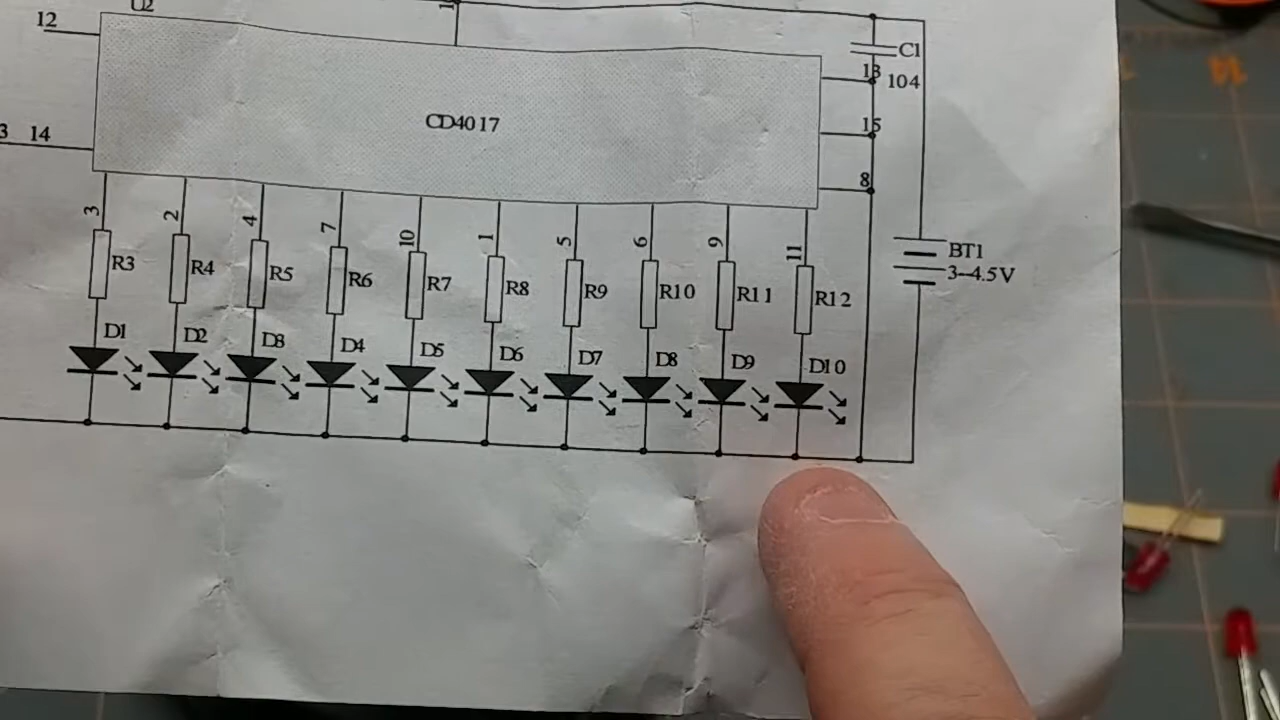 U2
12
1
C1
13
104
CD4017
3 14
15
8
3 2 4 7 10 1 5 6 9 11
BT1
3-4.5V
R3 R4 R5 R6 R7 R8 R9 R10 R11 R12
D1 D2 D3 D4 D5 D6 D7 D8 D9 D10